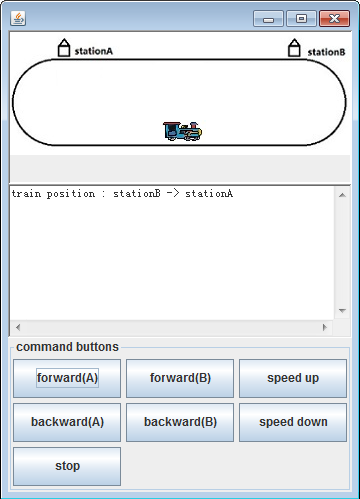 stationA
stationB
train position : stationB -> stationA
command buttons
forward(A)
forward(B)
speed up
backward(A)
backward(B)
speed down
stop